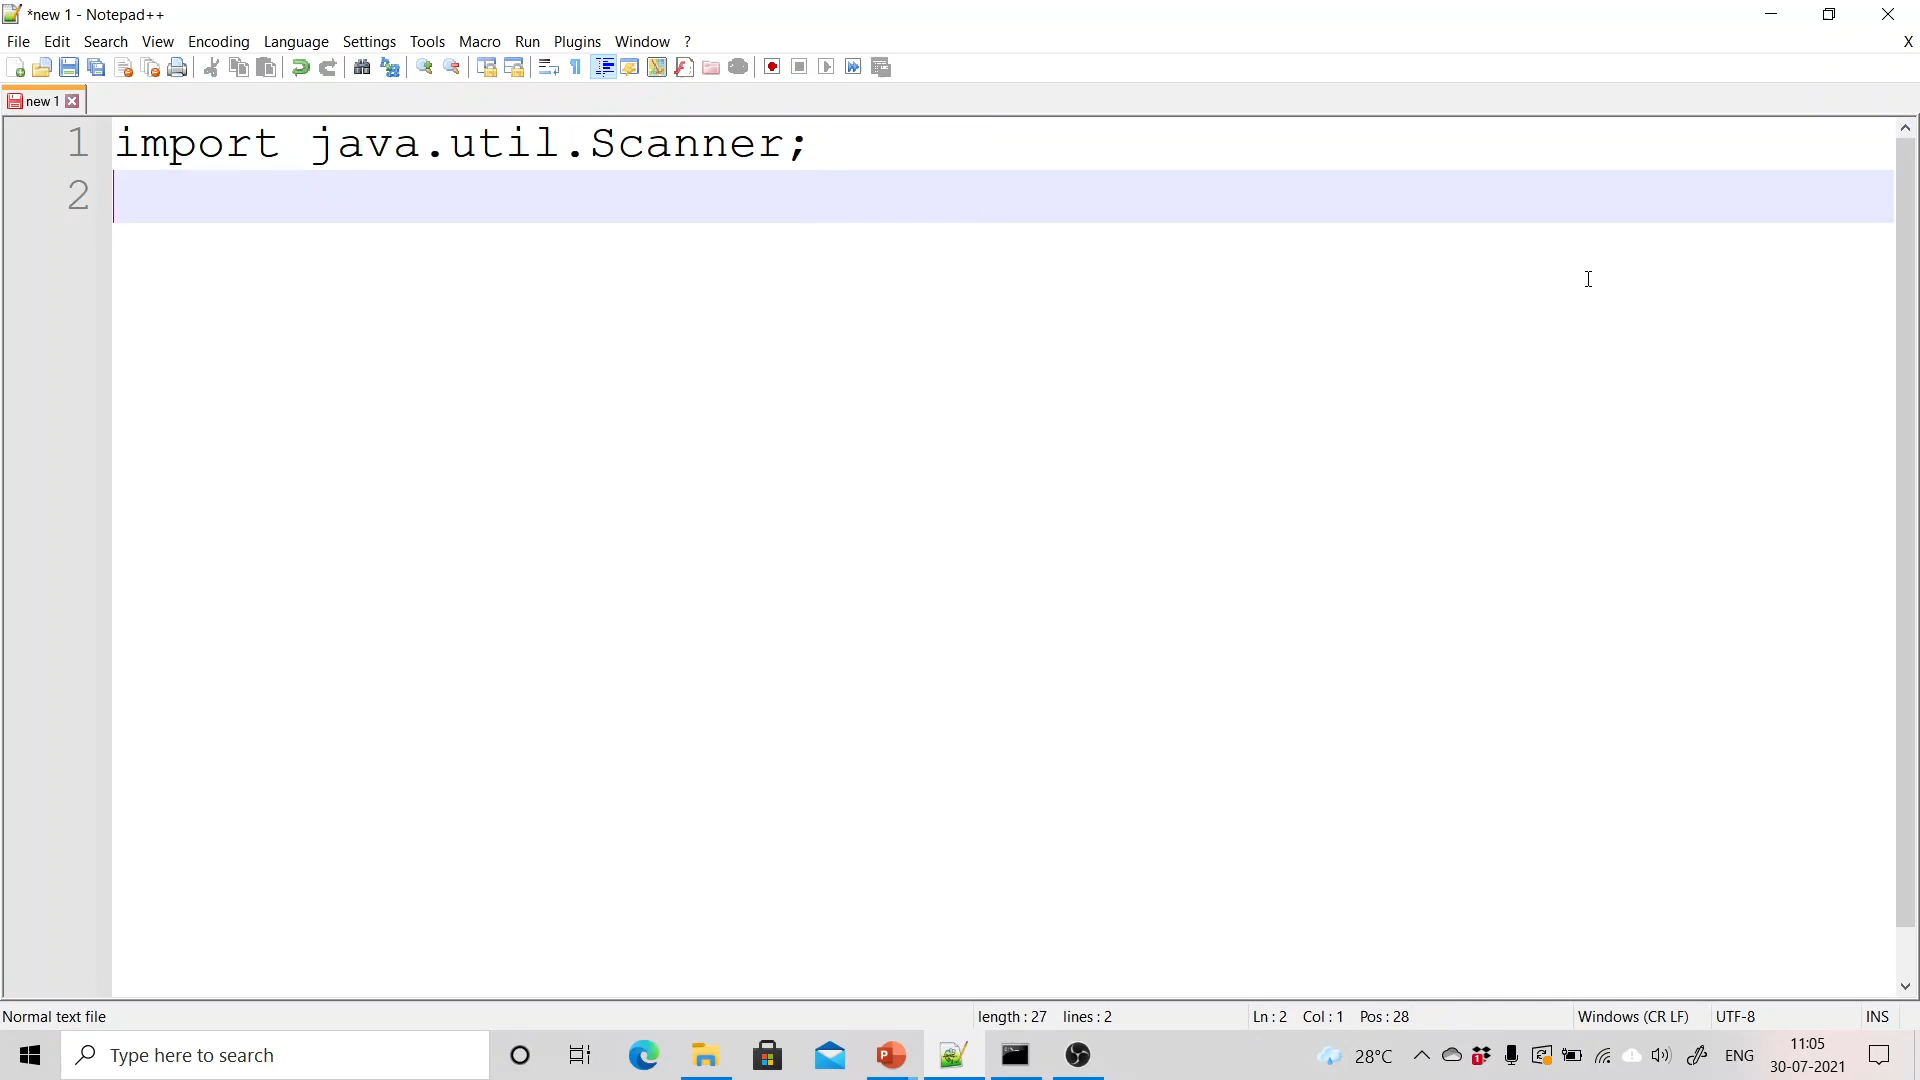 *new 1 - Notepad++
File Edit Search View Encoding Language Settings Tools Macro Run Plugins Window ? X
new 1
1 import java.util.Scanner;
2
Normal text file length : 27 lines : 2 Ln : 2 Col : 1 Pos : 28 Windows (CR LF) UTF-8 INS
Type here to search 28°C ENG 11:05
30-07-2021